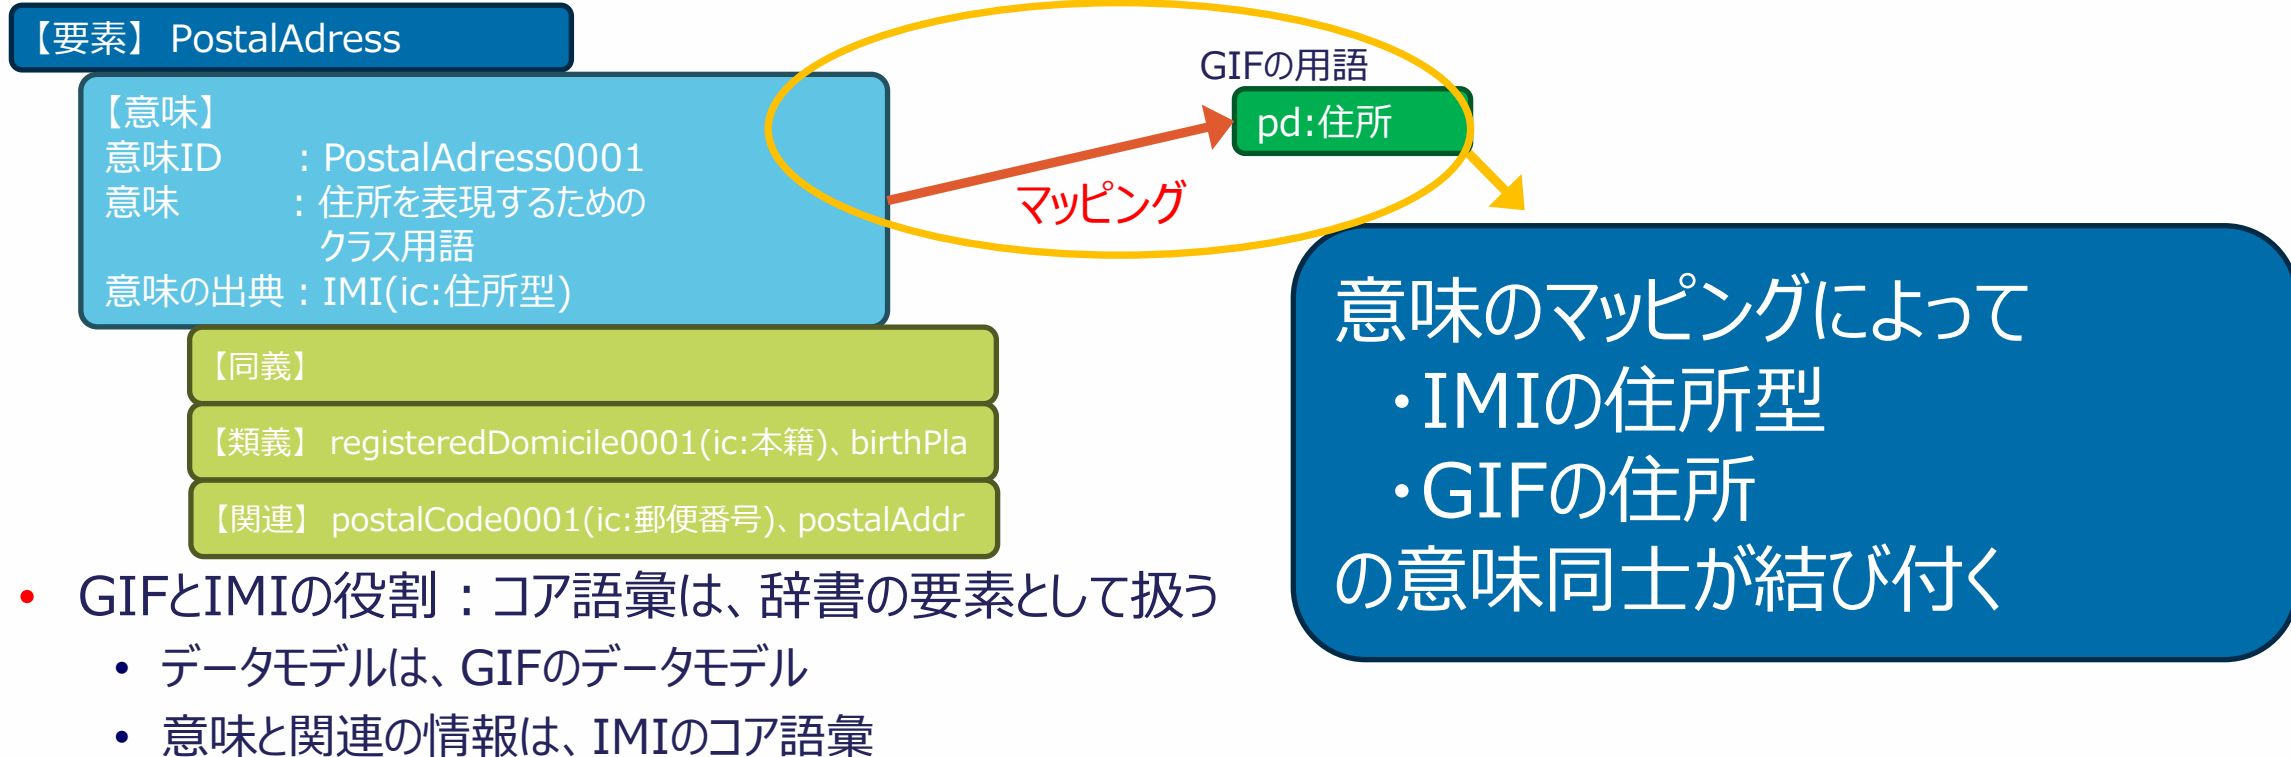 【要素】 PostalAdress
【意味】
意味ID : PostalAdress0001
意味 : 住所を表現するための
クラス用語
意味の出典 : IMI(ic:住所型)
【同義】
【類義】 registeredDomicile0001(ic:本籍)、birthPla
【関連】 postalCode0001(ic:郵便番号)、postalAddr
GIFの用語
pd:住所
マッピング
意味のマッピングによって
・IMIの住所型
・GIFの住所
の意味同士が結び付く
• GIFとIMIの役割：コア語彙は、辞書の要素として扱う
• データモデルは、GIFのデータモデル
• 意味と関連の情報は、IMIのコア語彙